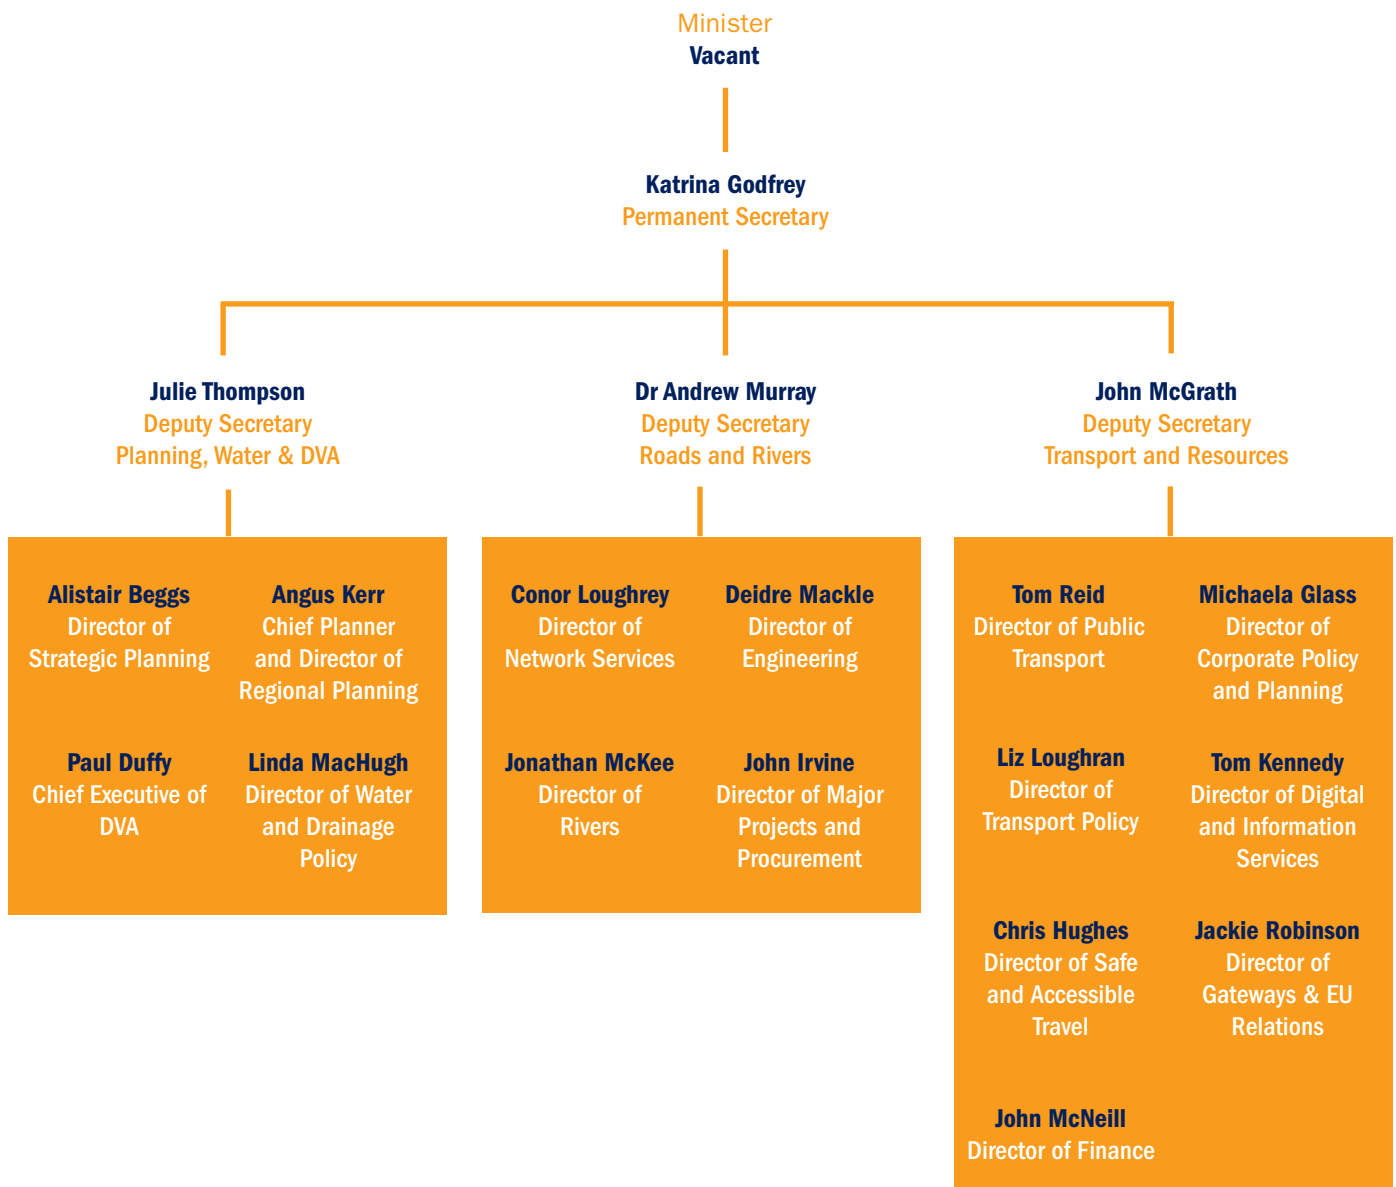 Minister
Vacant
Katrina Godfrey
Permanent Secretary
Julie Thompson
Deputy Secretary
Planning, Water & DVA
Dr Andrew Murray
Deputy Secretary
Roads and Rivers
John McGrath
Deputy Secretary
Transport and Resources
Alistair Beggs
Director of
Strategic Planning
Angus Kerr
Chief Planner
and Director of
Regional Planning
Paul Duffy
Chief Executive of
DVA
Linda MacHugh
Director of Water
and Drainage
Policy
Conor Loughrey
Director of
Network Services
Deidre Mackle
Director of
Engineering
Jonathan McKee
Director of
Rivers
John Irvine
Director of Major
Projects and
Procurement
Tom Reid
Director of Public
Transport
Michaela Glass
Director of
Corporate Policy
and Planning
Liz Loughran
Director of
Transport Policy
Tom Kennedy
Director of Digital
and Information
Services
Chris Hughes
Director of Safe
and Accessible
Travel
Jackie Robinson
Director of
Gateways & EU
Relations
John McNeill
Director of Finance